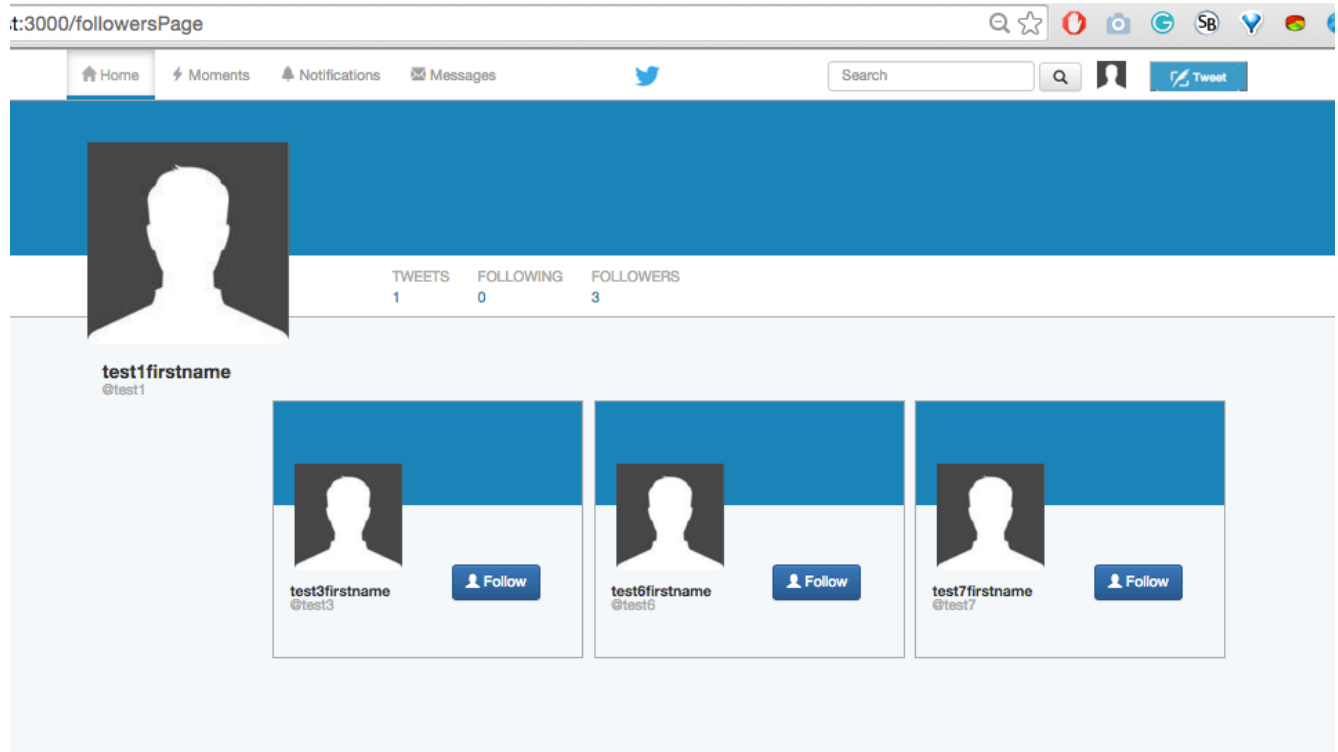 t:3000/followersPage
SB
Home Moments Notifications Messages Search Tweet
TWEETS FOLLOWING FOLLOWERS
1 0 3
test1firstname
@test1
test3firstname
@test3
Follow
test6firstname
@test6
Follow
test7firstname
@test7
Follow